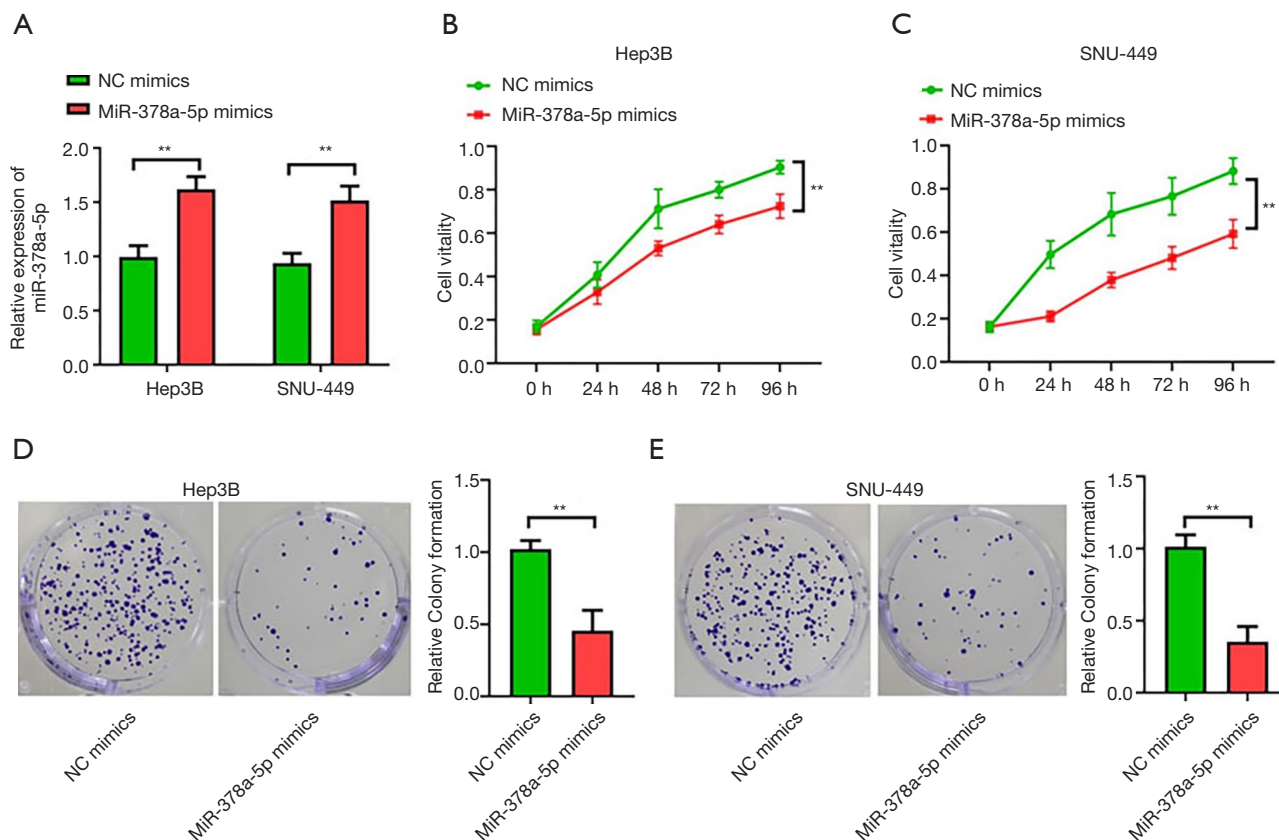 A
NC mimics
MiR-378a-5p mimics
Relative expression of
miR-378a-5p
2.0
1.5
1.0
0.5
0.0
**
**
Hep3B
SNU-449
B
Hep3B
NC mimics
MiR-378a-5p mimics
Cell vitality
1.0
0.8
0.6
0.4
0.2
0.0
**
0 h
24 h
48 h
72 h
96 h
C
SNU-449
NC mimics
MiR-378a-5p mimics
Cell vitality
1.0
0.8
0.6
0.4
0.2
0.0
**
0 h
24 h
48 h
72 h
96 h
D
Hep3B
NC mimics
MiR-378a-5p mimics
Relative Colony formation
1.5
1.0
0.5
0.0
**
NC mimics
MiR-378a-5p mimics
E
SNU-449
NC mimics
MiR-378a-5p mimics
Relative Colony formation
1.5
1.0
0.5
0.0
**
NC mimics
MiR-378a-5p mimics